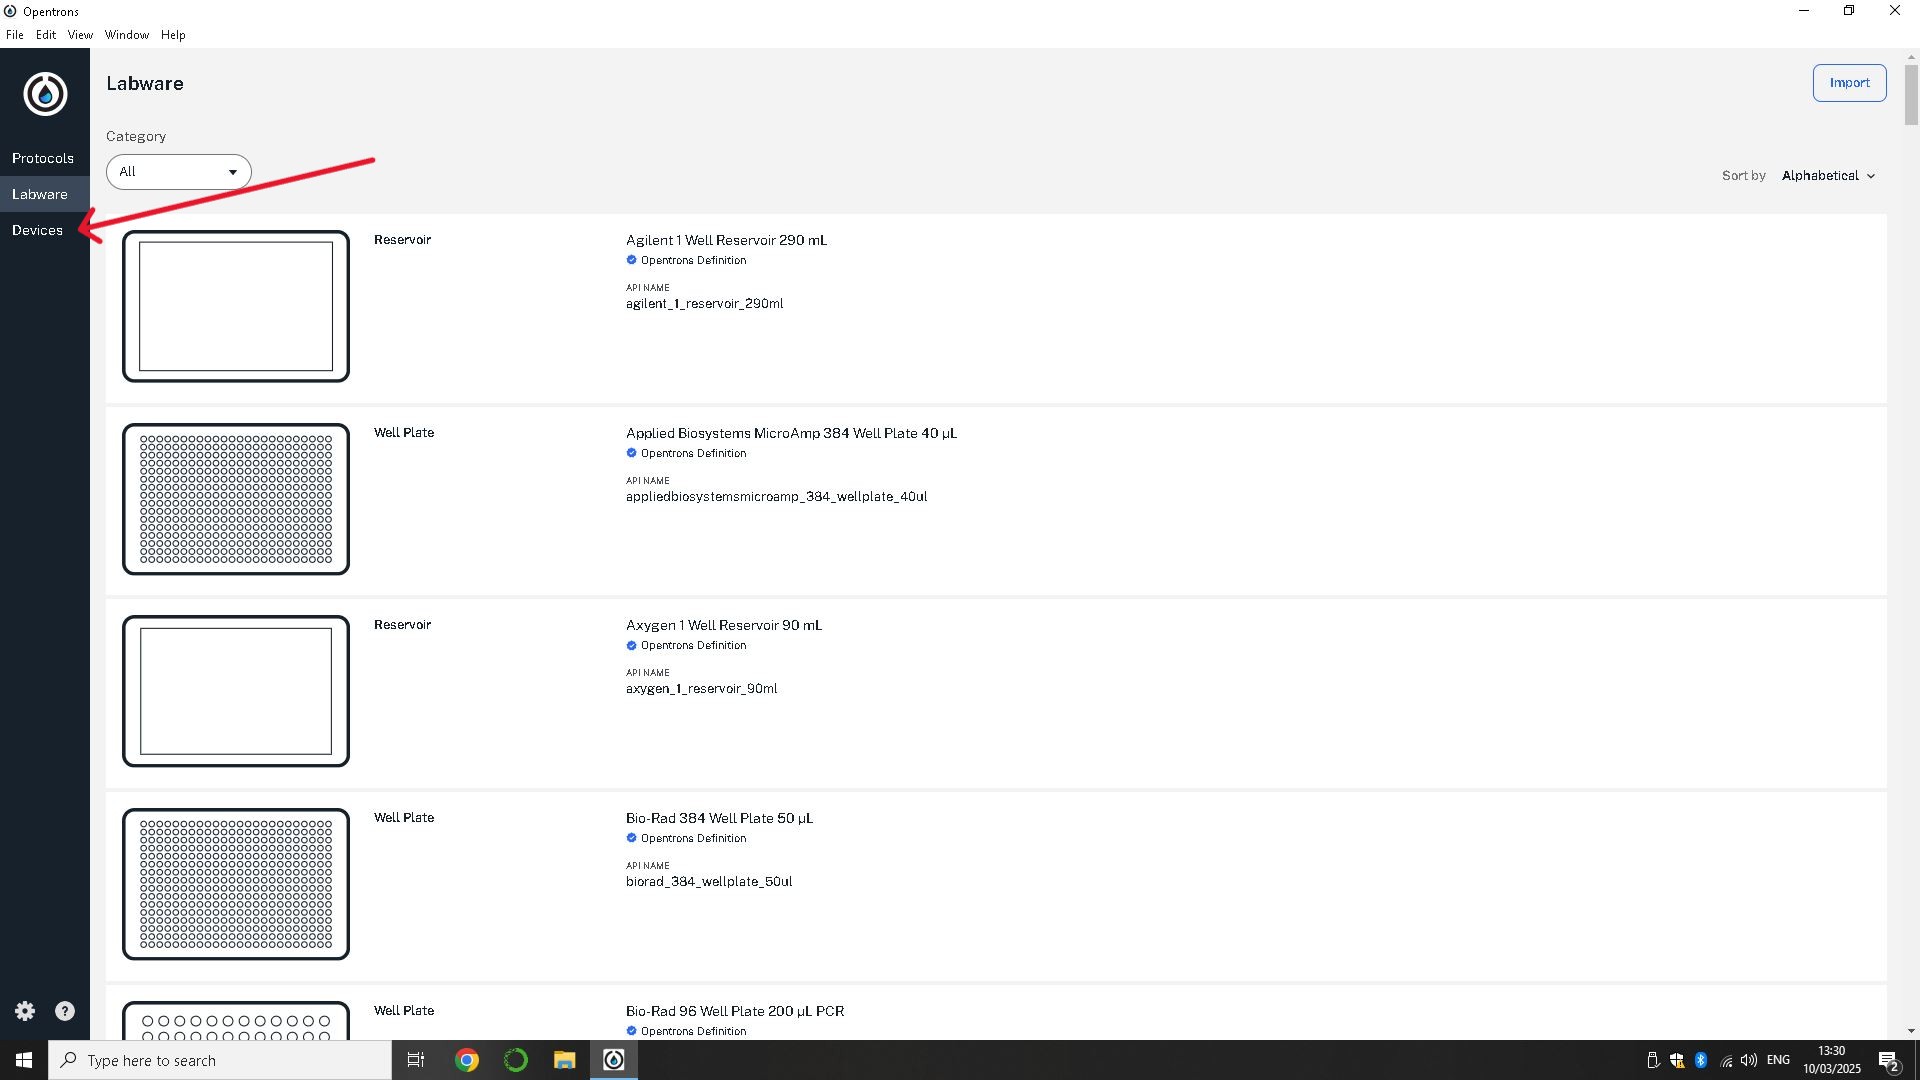 Opentrons
File Edit View Window Help
Labware
Import
Category
All
Sort by Alphabetical
Protocols
Labware
Devices
Reservoir
Agilent 1 Well Reservoir 290 mL
Opentrons Definition
API NAME
agilent_1_reservoir_290ml
Well Plate
Applied Biosystems MicroAmp 384 Well Plate 40 µL
Opentrons Definition
API NAME
appliedbiosystemsmicroamp_384_wellplate_40ul
Reservoir
Axygen 1 Well Reservoir 90 mL
Opentrons Definition
API NAME
axygen_1_reservoir_90ml
Well Plate
Bio-Rad 384 Well Plate 50 µL
Opentrons Definition
API NAME
biorad_384_wellplate_50ul
Well Plate
Bio-Rad 96 Well Plate 200 µL PCR
Opentrons Definition
?
Type here to search
ENG
13:30
10/03/2025
2